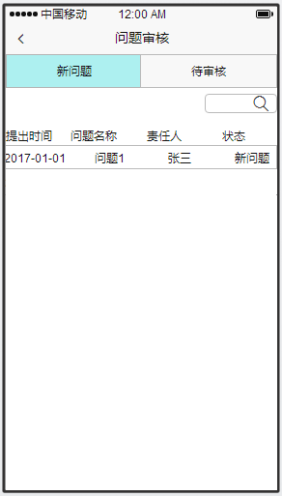 中国移动 12:00 AM
问题审核
新问题 待审核
提出时间 问题名称 责任人 状态
2017-01-01 问题1 张三 新问题